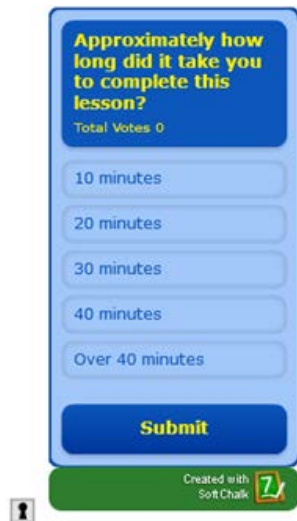 Approximately how
long did it take you
to complete this
lesson?
Total Votes 0
10 minutes
20 minutes
30 minutes
40 minutes
Over 40 minutes
Submit
Created with
SoftChalk
7